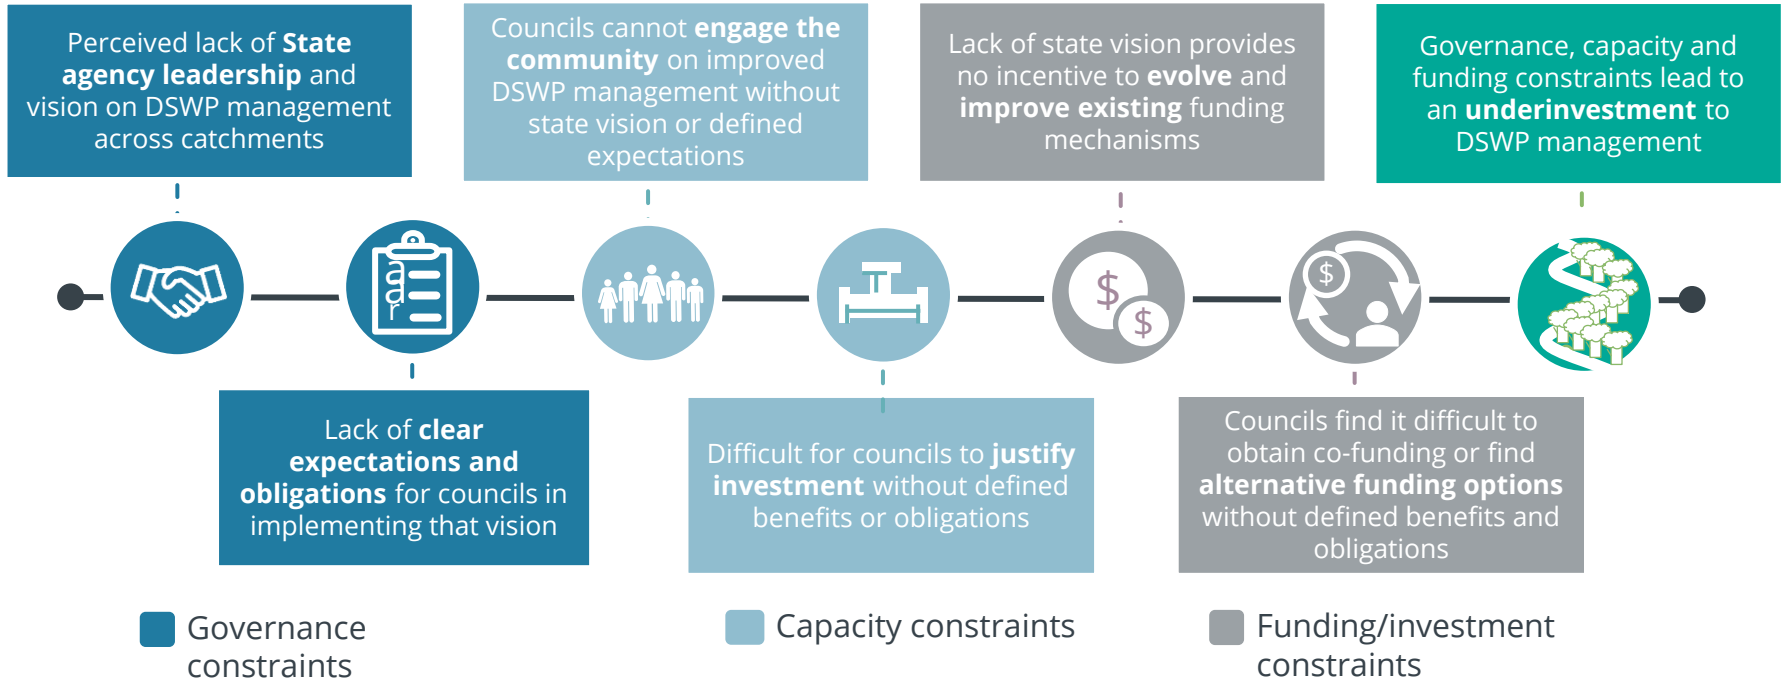 Perceived lack of State
agency leadership and
vision on DSWP management
across catchments
Councils cannot engage the
community on improved
DSWP management without
state vision or defined
expectations
Lack of state vision provides
no incentive to evolve and
improve existing funding
mechanisms
Governance, capacity and
funding constraints lead to
an underinvestment to
DSWP management
a
d
r
$
$
$
Lack of clear
expectations and
obligations for councils in
implementing that vision
Difficult for councils to justify
investment without defined
benefits or obligations
Councils find it difficult to
obtain co-funding or find
alternative funding options
without defined benefits and
obligations
Governance
constraints
Capacity constraints
Funding/investment
constraints